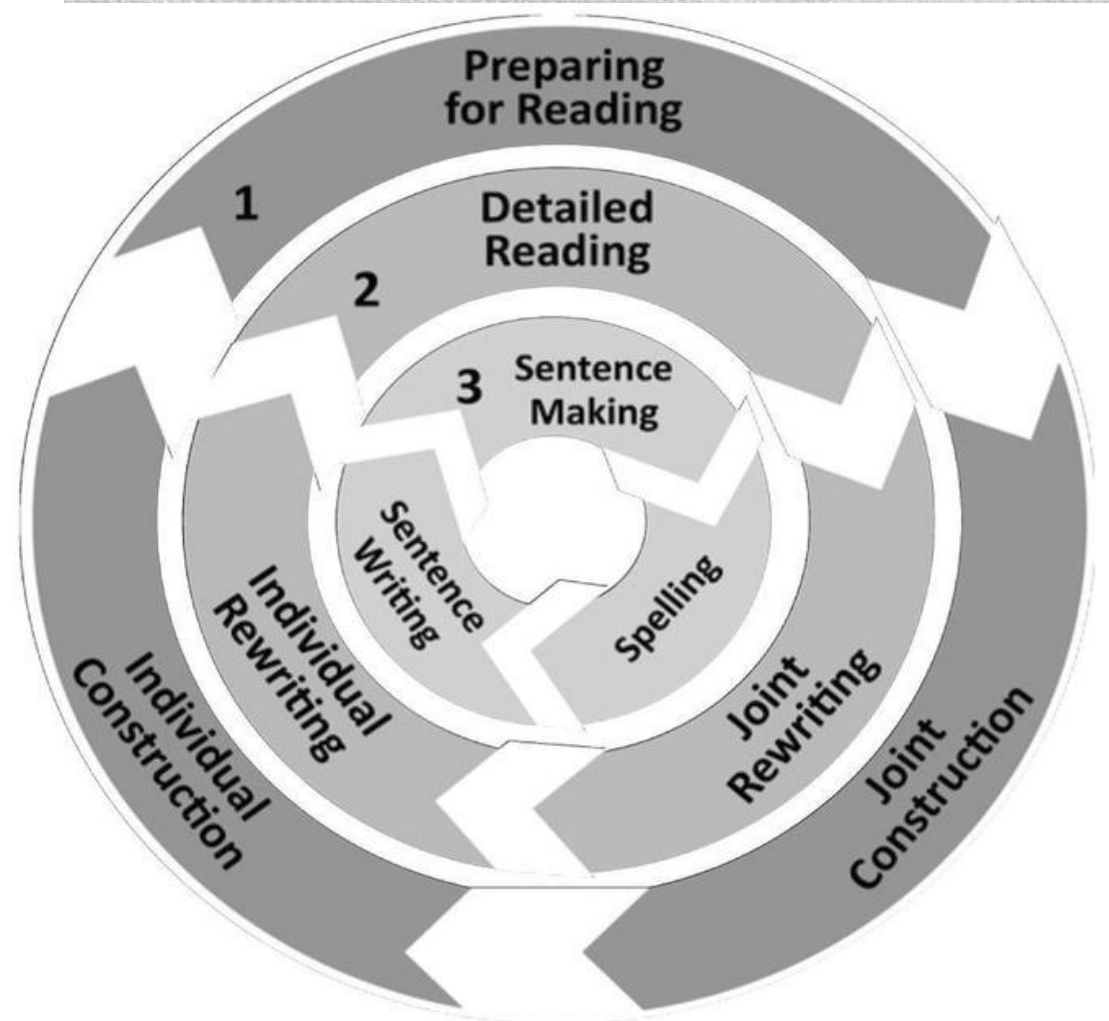 Preparing
for Reading
1
Detailed
Reading
2
Sentence
Making
3
Spelling
Sentence
Writing
Joint
Rewriting
Individual
Rewriting
Joint
Construction
Individual
Construction